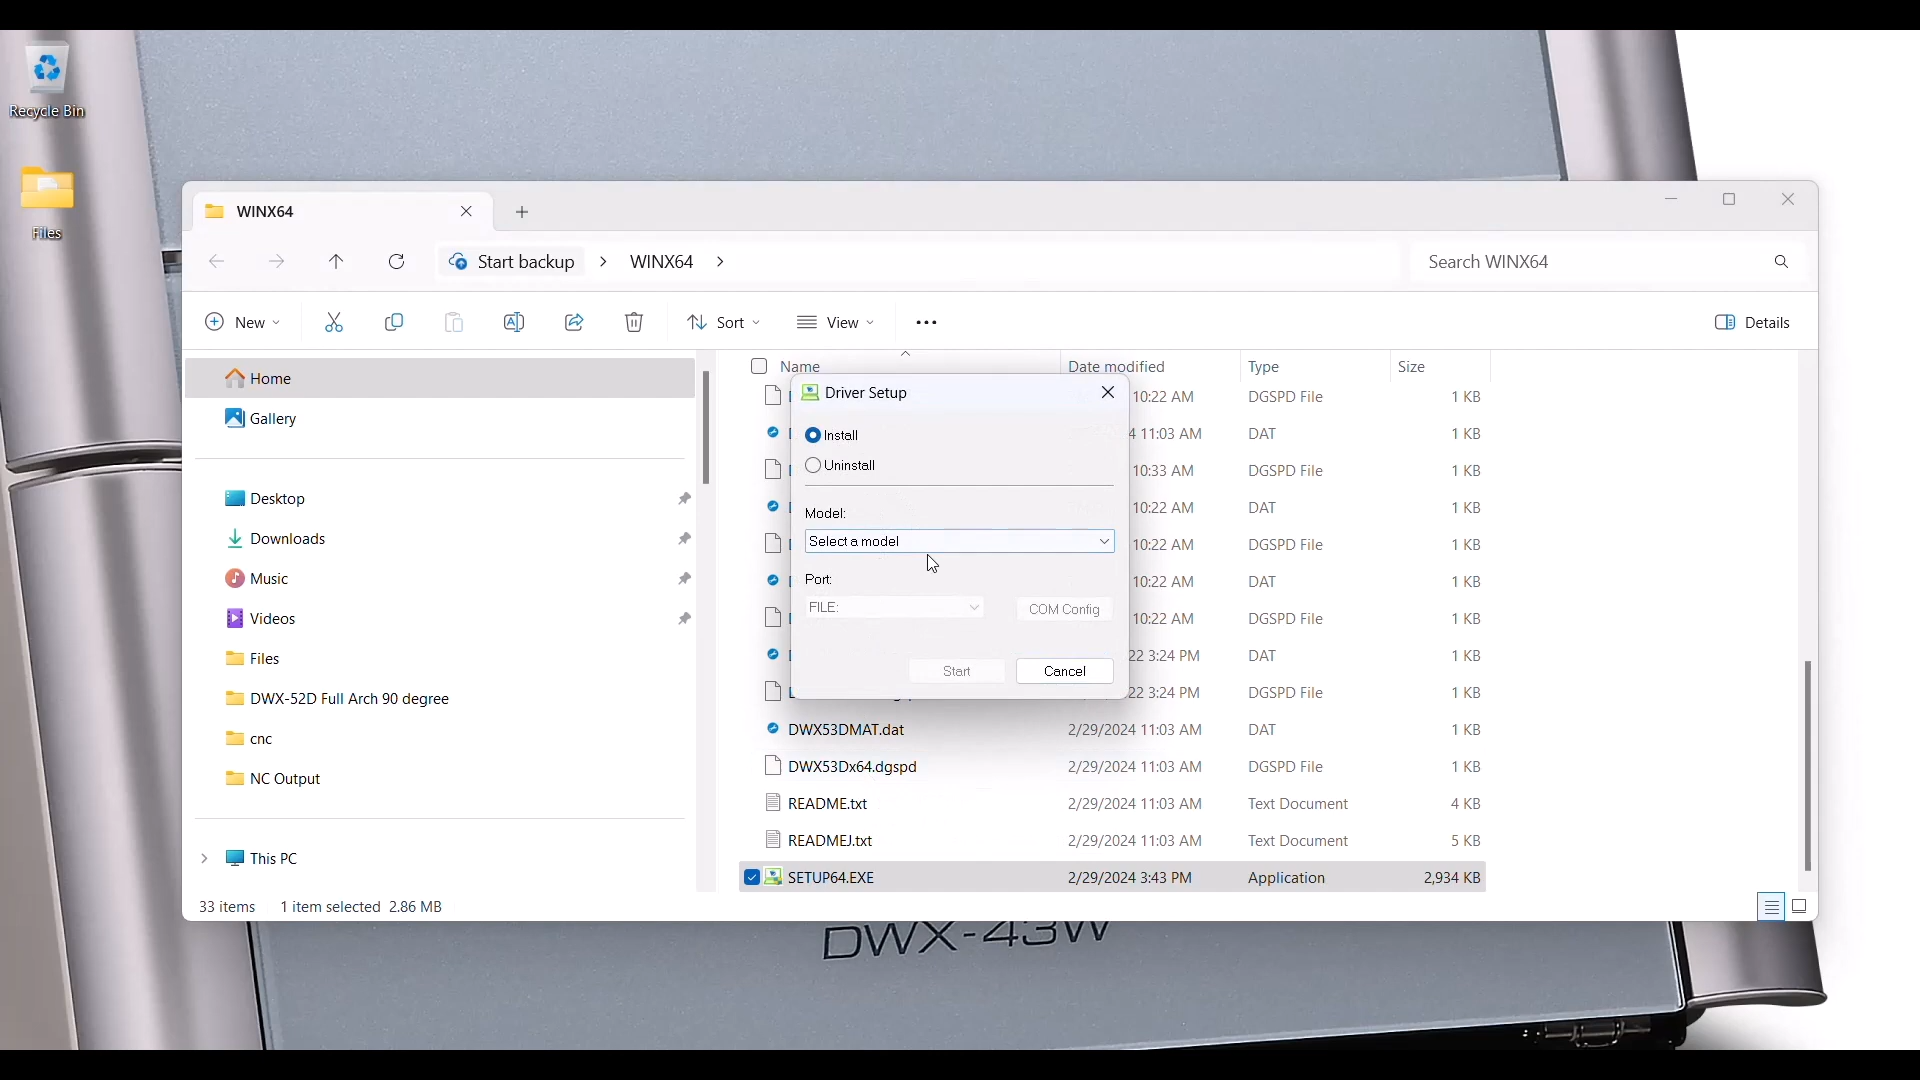 Recycle Bin
Files
WINX64
Start backup
WINX64
Search WINX64
New
Sort
View
Details
Home
Gallery
Desktop
Downloads
Music
Videos
Files
DWX-52D Full Arch 90 degree
cnc
NC Output
This PC
Name Date modified Type Size
10:22 AM DGSPD File 1 KB
4 11:03 AM DAT 1 KB
10:33 AM DGSPD File 1 KB
10:22 AM DAT 1 KB
10:22 AM DGSPD File 1 KB
10:22 AM DAT 1 KB
10:22 AM DGSPD File 1 KB
22 3:24 PM DAT 1 KB
22 3:24 PM DGSPD File 1 KB
DWX53DMAT.dat 2/29/2024 11:03 AM DAT 1 KB
DWX53Dx64.dgspd 2/29/2024 11:03 AM DGSPD File 1 KB
README.txt 2/29/2024 11:03 AM Text Document 4 KB
READMEJ.txt 2/29/2024 11:03 AM Text Document 5 KB
SETUP64.EXE 2/29/2024 3:43 PM Application 2,934 KB
Driver Setup
Install
Uninstall
Model:
Select a model
Port:
FILE:
COM Config
Start Cancel
33 items 1 item selected 2.86 MB
DWX-43W